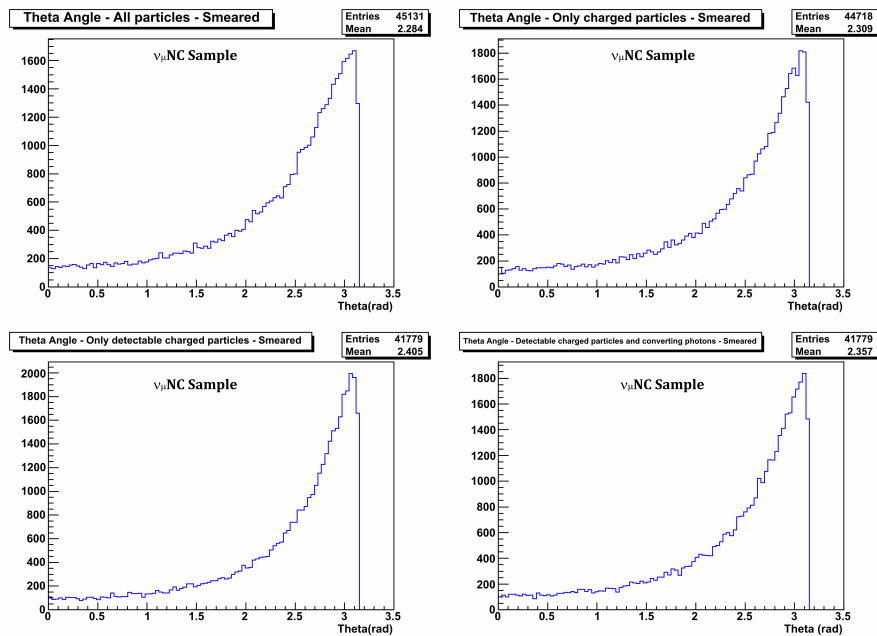 Theta Angle - All particles - Smeared
Entries 45131
Mean 2.284
νμNC Sample
1600
1400
1200
1000
800
600
400
200
0
0 0.5 1 1.5 2 2.5 3 3.5
Theta(rad)
Theta Angle - Only charged particles - Smeared
Entries 44718
Mean 2.309
νμNC Sample
1800
1600
1400
1200
1000
800
600
400
200
0
0 0.5 1 1.5 2 2.5 3 3.5
Theta(rad)
Theta Angle - Only detectable charged particles - Smeared
Entries 41779
Mean 2.405
νμNC Sample
2000
1800
1600
1400
1200
1000
800
600
400
200
0
0 0.5 1 1.5 2 2.5 3 3.5
Theta(rad)
Theta Angle - Detectable charged particles and converting photons - Smeared
Entries 41779
Mean 2.357
νμNC Sample
1800
1600
1400
1200
1000
800
600
400
200
0
0 0.5 1 1.5 2 2.5 3 3.5
Theta (rad)